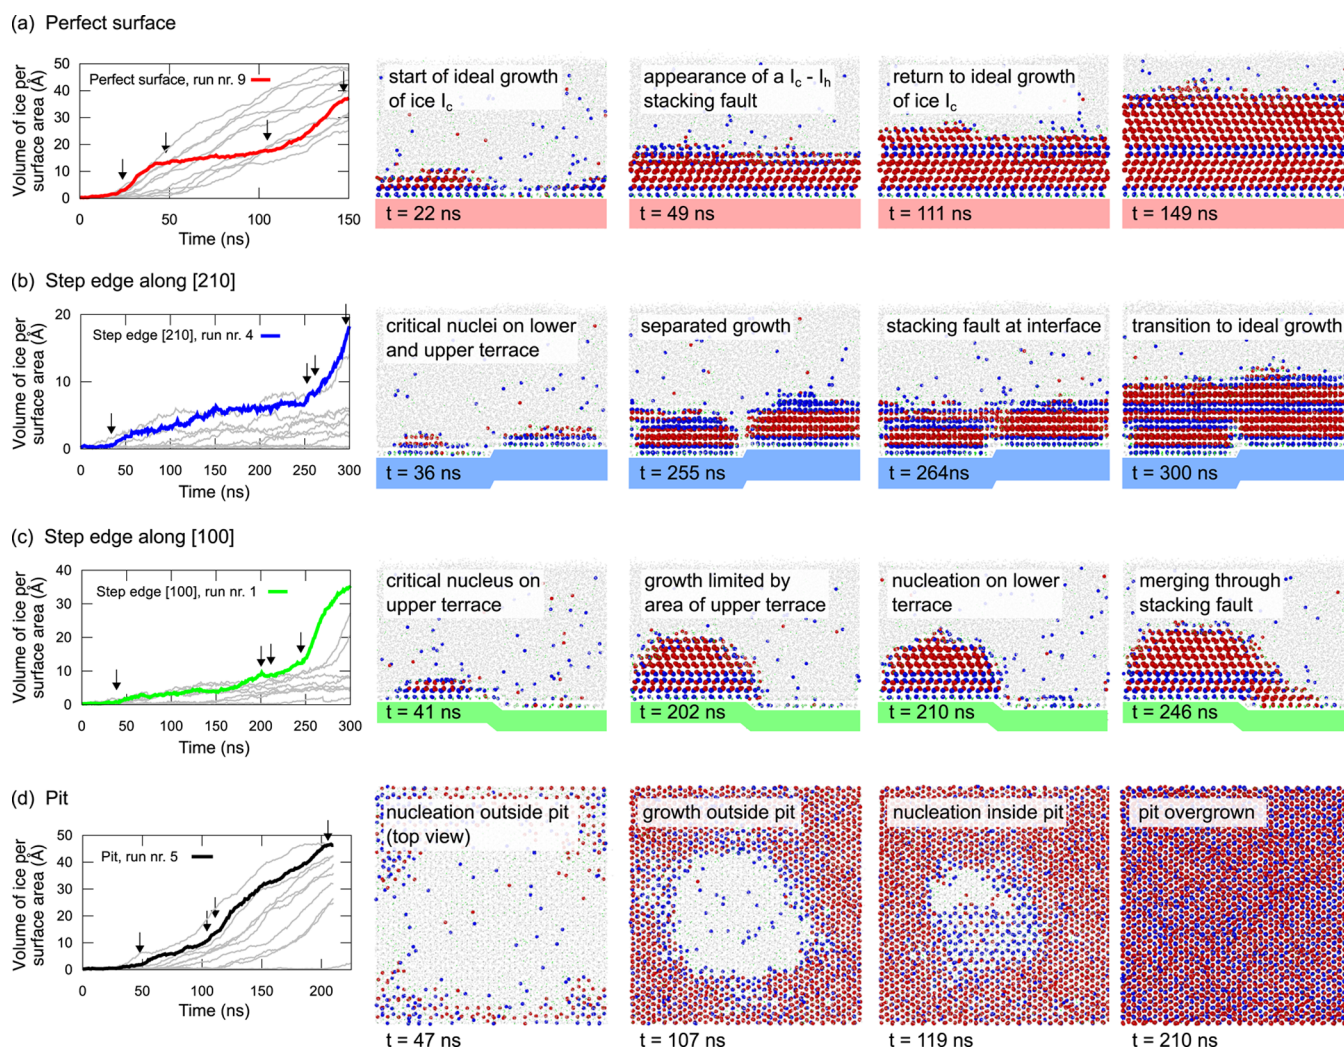 (a) Perfect surface
Volume of ice per
surface area (Å)
50
40
30
20
10
0
Perfect surface, run nr. 9
0 50 100 150
Time (ns)
start of ideal growth
of ice Ic
t = 22 ns
appearance of a Ic - Ih
stacking fault
t = 49 ns
return to ideal growth
of ice Ic
t = 111 ns
t = 149 ns
(b) Step edge along [210]
Volume of ice per
surface area (Å)
20
10
0
Step edge [210], run nr. 4
0 50 100 150 200 250 300
Time (ns)
critical nuclei on lower
and upper terrace
t = 36 ns
separated growth
t = 255 ns
stacking fault at interface
t = 264ns
transition to ideal growth
t = 300 ns
(c) Step edge along [100]
Volume of ice per
surface area (Å)
40
30
20
10
0
Step edge [100], run nr. 1
0 50 100 150 200 250 300
Time (ns)
critical nucleus on
upper terrace
t = 41 ns
growth limited by
area of upper terrace
t = 202 ns
nucleation on lower
terrace
t = 210 ns
merging through
stacking fault
t = 246 ns
(d) Pit
Volume of ice per
surface area (Å)
50
40
30
20
10
0
Pit, run nr. 5
0 50 100 150 200
Time (ns)
nucleation outside pit
(top view)
t = 47 ns
growth outside pit
t = 107 ns
nucleation inside pit
t = 119 ns
pit overgrown
t = 210 ns